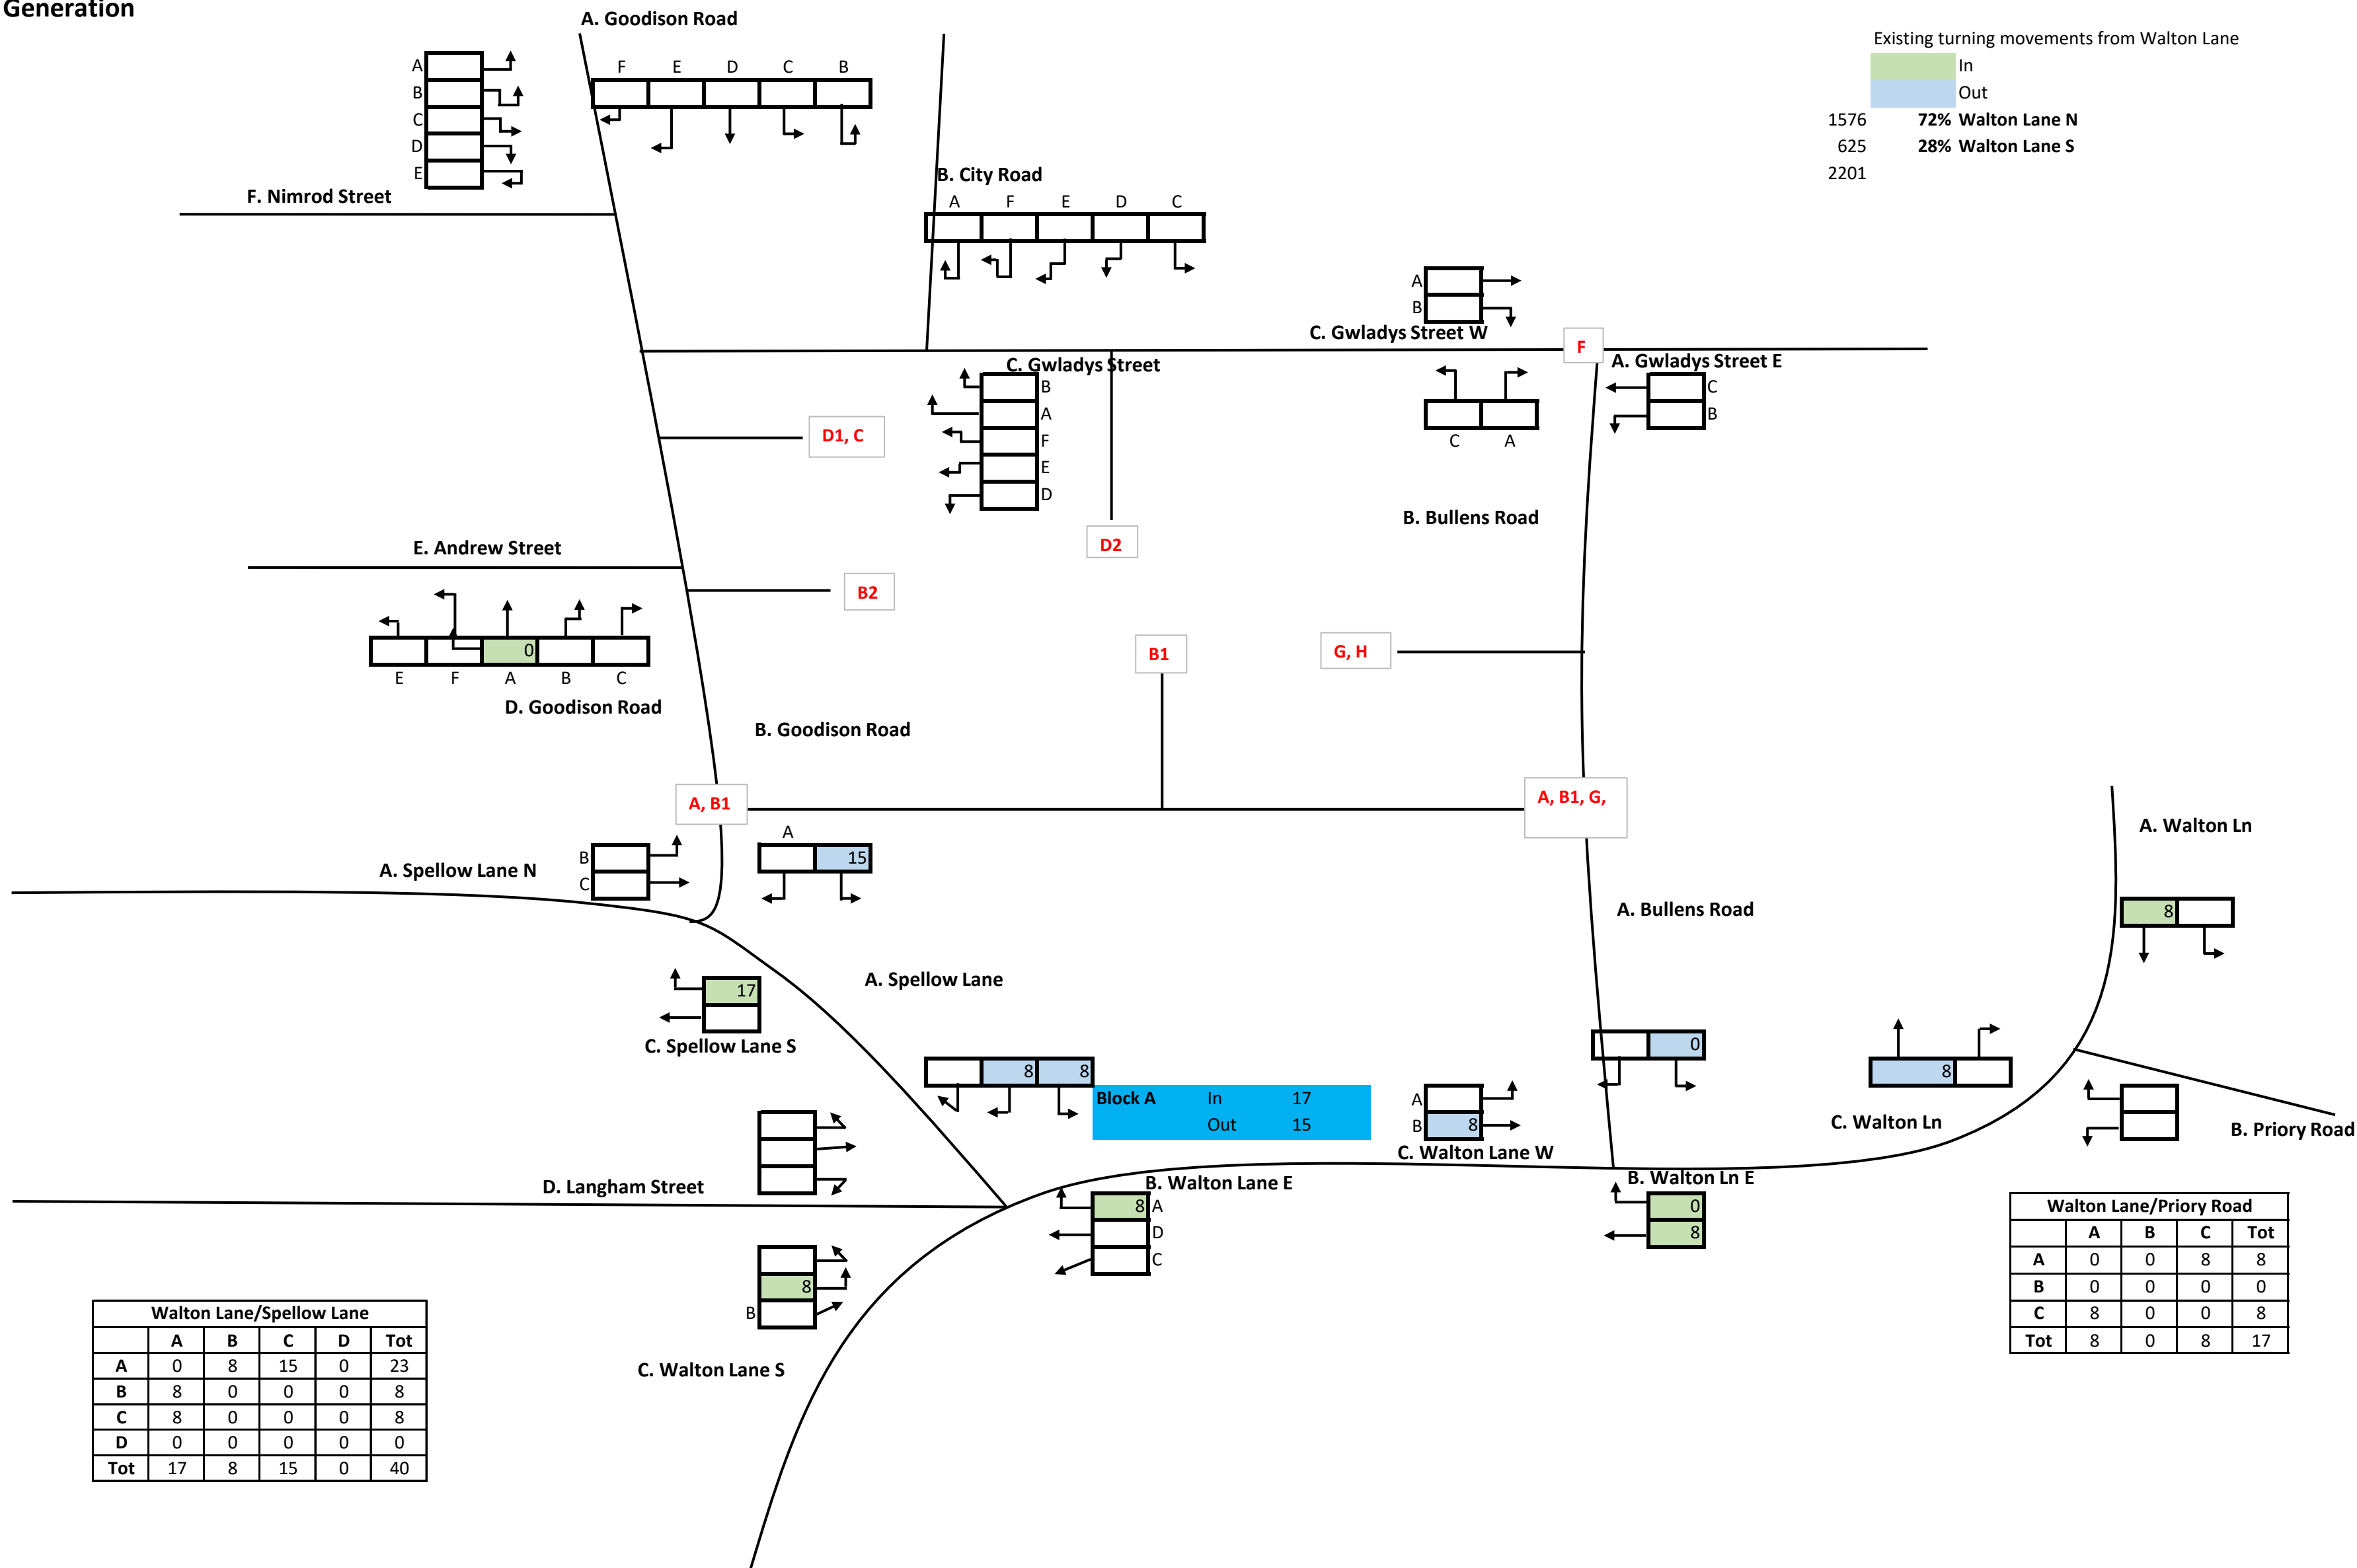 Generation
A. Goodison Road
Existing turning movements from Walton Lane
In
Out
1576 72% Walton Lane N
625 28% Walton Lane S
2201
A
B
C
D
E
F E D C B
F. Nimrod Street
B. City Road
A F E D C
A
B
C. Gwladys Street W
F
A. Gwladys Street E
C. Gwladys Street
B
A
F
E
D
C
B
C A
D1, C
B. Bullens Road
D2
E. Andrew Street
B2
0
E F A B C
D. Goodison Road
B1
G, H
B. Goodison Road
A, B1
A, B1, G,
A. Walton Ln
A
B
C
15
A. Spellow Lane N
A. Bullens Road
8
A. Spellow Lane
17
C. Spellow Lane S
8 8
0
8
Block A In 17
Out 15
A
B 8
C. Walton Lane W
C. Walton Ln
B. Priory Road
D. Langham Street
B. Walton Lane E
B. Walton Ln E
8 A
D
C
0
8
8
B
C. Walton Lane S
Walton Lane/Priory Road
A B C Tot
A 0 0 8 8
B 0 0 0 0
C 8 0 0 8
Tot 8 0 8 17
Walton Lane/Spellow Lane
A B C D Tot
A 0 8 15 0 23
B 8 0 0 0 8
C 8 0 0 0 8
D 0 0 0 0 0
Tot 17 8 15 0 40